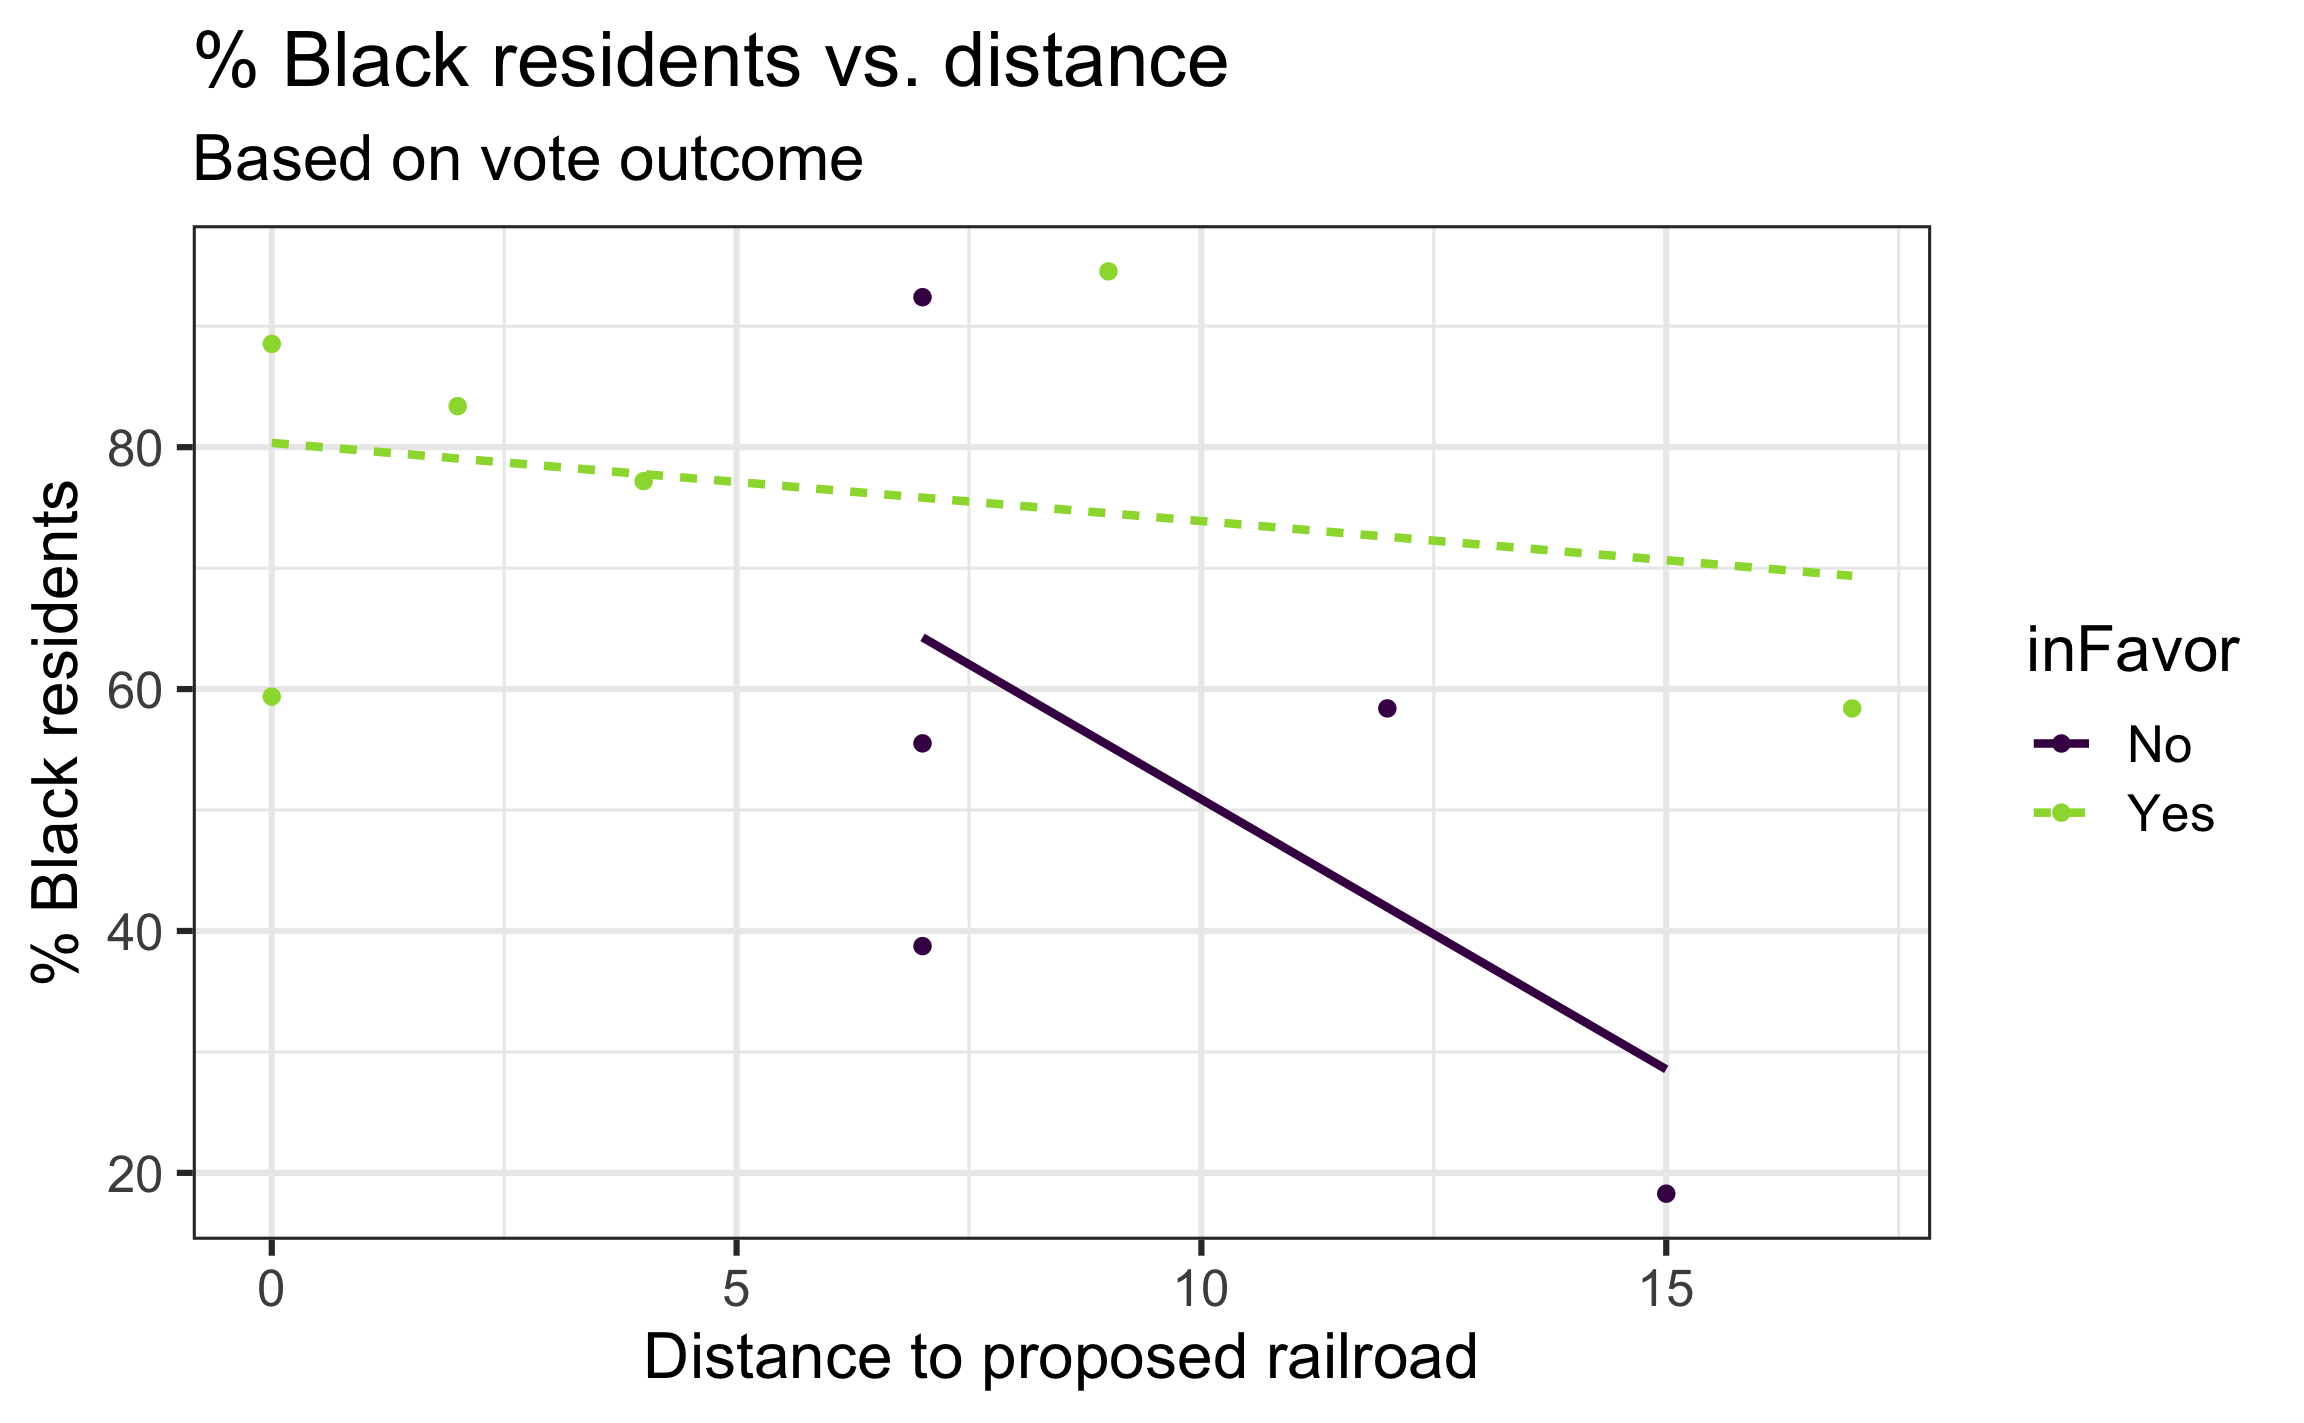 % Black residents vs. distance
Based on vote outcome
% Black residents
80
60
40
20
0 5 10 15
Distance to proposed railroad
inFavor
No
Yes